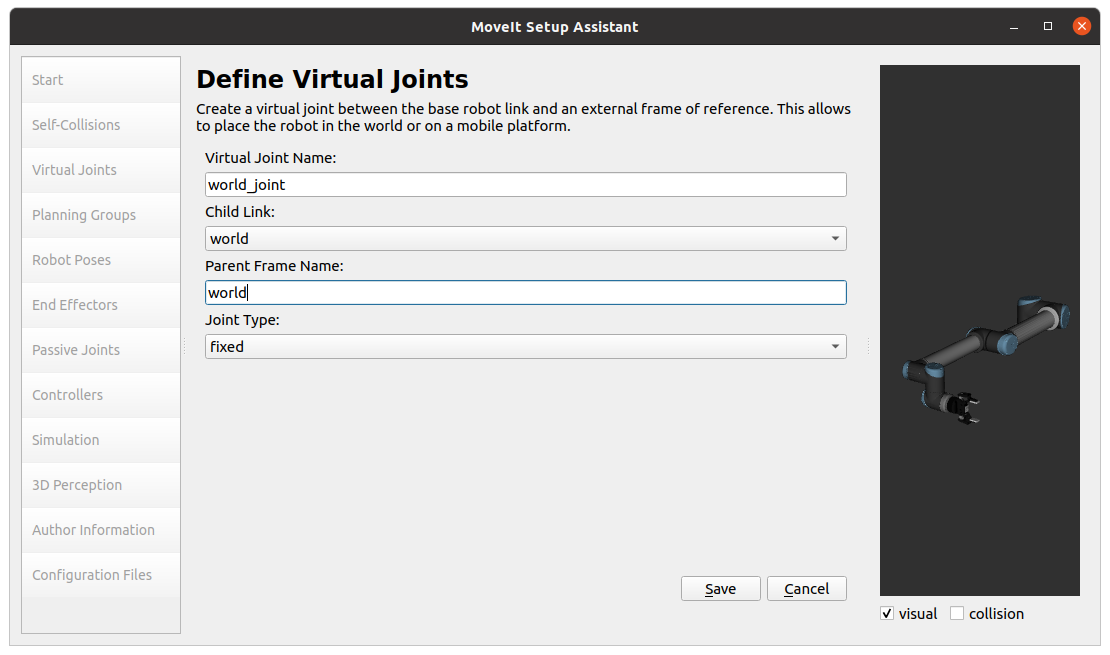 MoveIt Setup Assistant
Start
Self-Collisions
Virtual Joints
Planning Groups
Robot Poses
End Effectors
Passive Joints
Controllers
Simulation
3D Perception
Author Information
Configuration Files
Define Virtual Joints
Create a virtual joint between the base robot link and an external frame of reference. This allows
to place the robot in the world or on a mobile platform.
Virtual Joint Name:
world_joint
Child Link:
world
Parent Frame Name:
world
Joint Type:
fixed
Save
Cancel
visual
collision